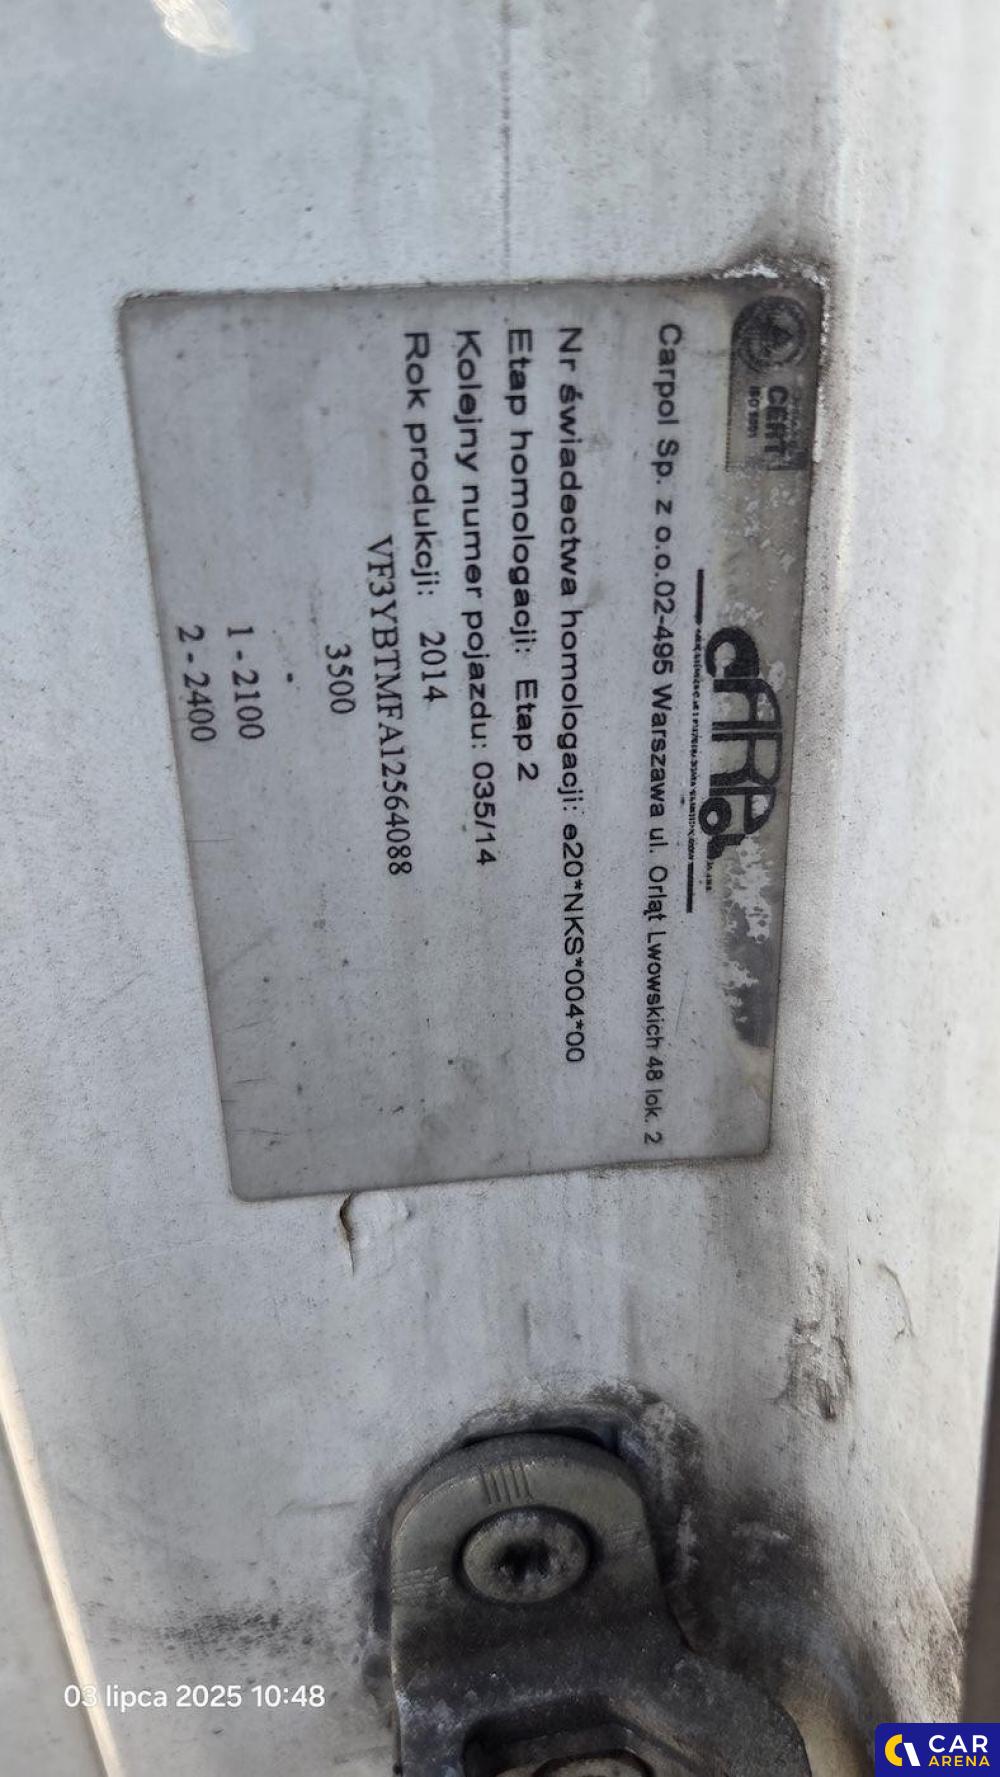 CERT
ISO 9001
CARPOL
Carpol Sp. z o.o.02-495 Warszawa ul. Orląt Lwowskich 48 lok. 2
Nr świadectwa homologacji: e20*NKS*004*00
Etap homologacji: Etap 2
Kolejny numer pojazdu: 035/14
Rok produkcji: 2014
VF3YBTMFA12564088
3500
-
1 - 2100
2 - 2400
03 lipca 2025 10:48
CAR
ARENA